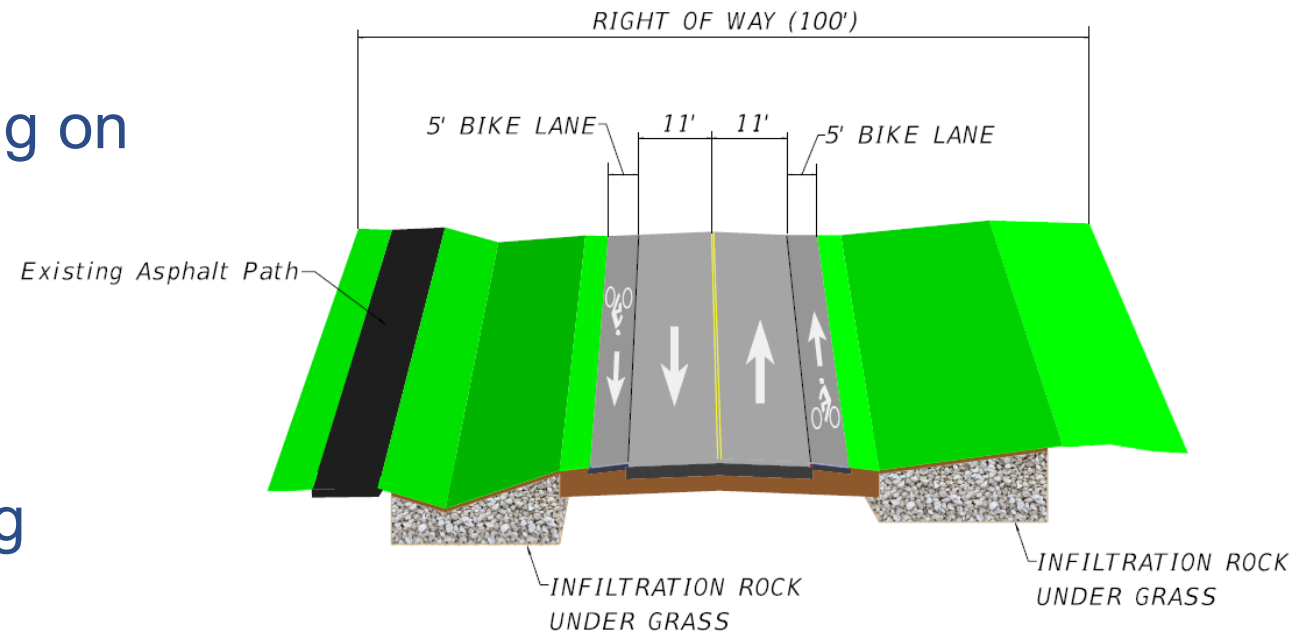 RIGHT OF WAY (100')
g on
5' BIKE LANE
11'
11'
5' BIKE LANE
Existing Asphalt Path
g
INFILTRATION ROCK
UNDER GRASS
INFILTRATION ROCK
UNDER GRASS